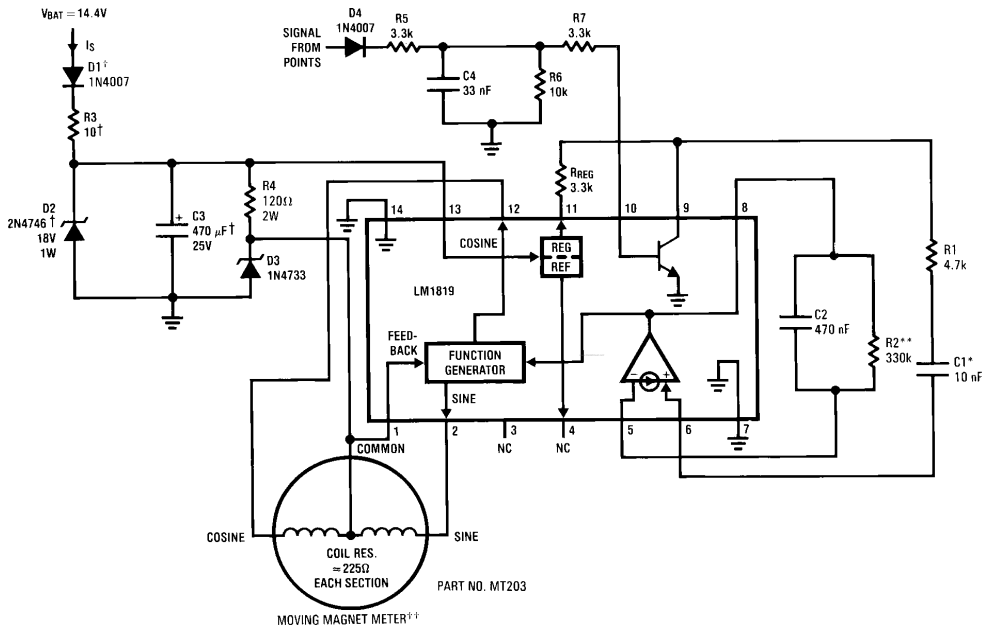 VBAT = 14.4V
IS
D1†
1N4007
R3
10†
D2
2N4746†
18V
1W
C3
470 µF†
25V
+
R4
120Ω
2W
D3
1N4733
SIGNAL
FROM
POINTS
D4
1N4007
R5
3.3k
C4
33 nF
R6
10k
R7
3.3k
RREG
3.3k
14
13
12
11
10
9
8
COSINE
REG
REF
LM1819
FEED-
BACK
FUNCTION
GENERATOR
SINE
- +
1
2
3
4
5
6
7
COMMON
NC
NC
C2
470 nF
R2**
330k
R1
4.7k
C1*
10 nF
COSINE
SINE
COIL RES.
≈225Ω
EACH SECTION
PART NO. MT203
MOVING MAGNET METER††